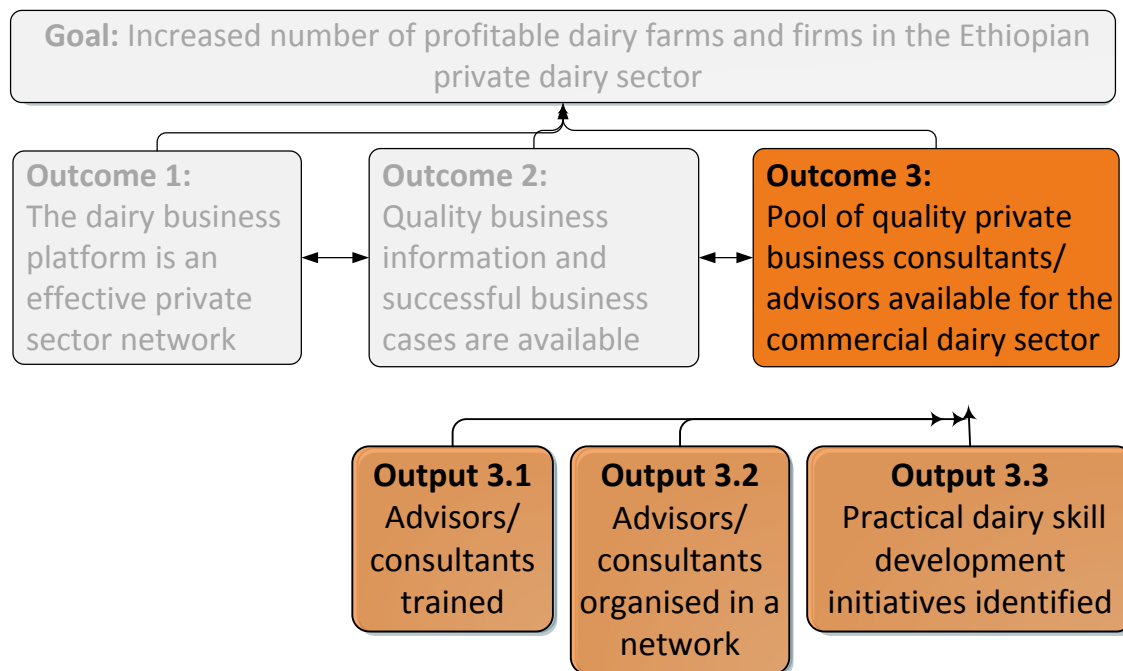 Goal: Increased number of profitable dairy farms and firms in the Ethiopian
private dairy sector
Outcome 1:
The dairy business
platform is an
effective private
sector network
Outcome 2:
Quality business
information and
successful business
cases are available
Outcome 3:
Pool of quality private
business consultants/
advisors available for the
commercial dairy sector
Output 3.1
Advisors/
consultants
trained
Output 3.2
Advisors/
consultants
organised in a
network
Output 3.3
Practical dairy skill
development
initiatives identified